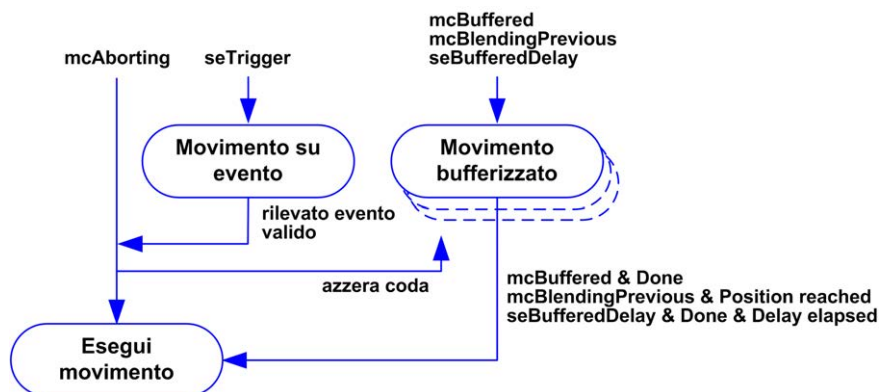 mcBuffered
mcBlendingPrevious
seBufferedDelay
mcAborting
seTrigger
Movimento su
evento
Movimento
bufferizzato
rilevato evento
valido
azzera coda
mcBuffered & Done
mcBlendingPrevious & Position reached
seBufferedDelay & Done & Delay elapsed
Esegui
movimento